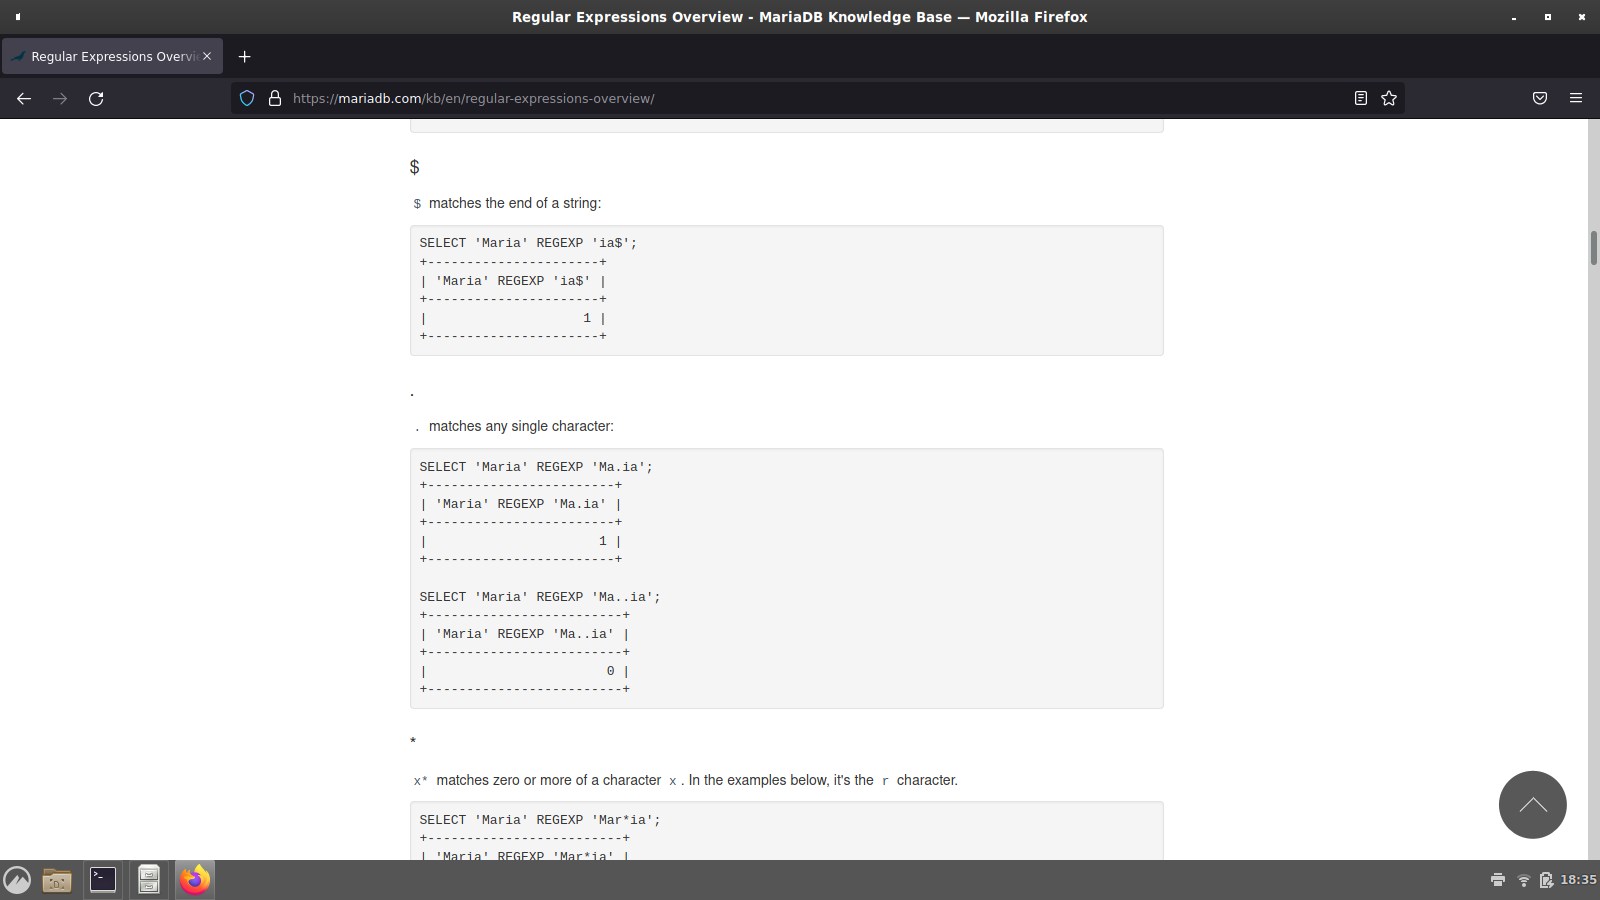 Regular Expressions Overview - MariaDB Knowledge Base — Mozilla Firefox
Regular Expressions Overvi
https://mariadb.com/kb/en/regular-expressions-overview/
$
$ matches the end of a string:
SELECT 'Maria' REGEXP 'ia$';
+----------------------+
| 'Maria' REGEXP 'ia$' |
+----------------------+
|                    1 |
+----------------------+
.
. matches any single character:
SELECT 'Maria' REGEXP 'Ma.ia';
+------------------------+
| 'Maria' REGEXP 'Ma.ia' |
+------------------------+
|                      1 |
+------------------------+
SELECT 'Maria' REGEXP 'Ma..ia';
+-------------------------+
| 'Maria' REGEXP 'Ma..ia' |
+-------------------------+
|                       0 |
+-------------------------+
*
x* matches zero or more of a character x. In the examples below, it's the r character.
SELECT 'Maria' REGEXP 'Mar*ia';
+-------------------------+
| 'Maria' REGEXP 'Mar*ia' |
18:35